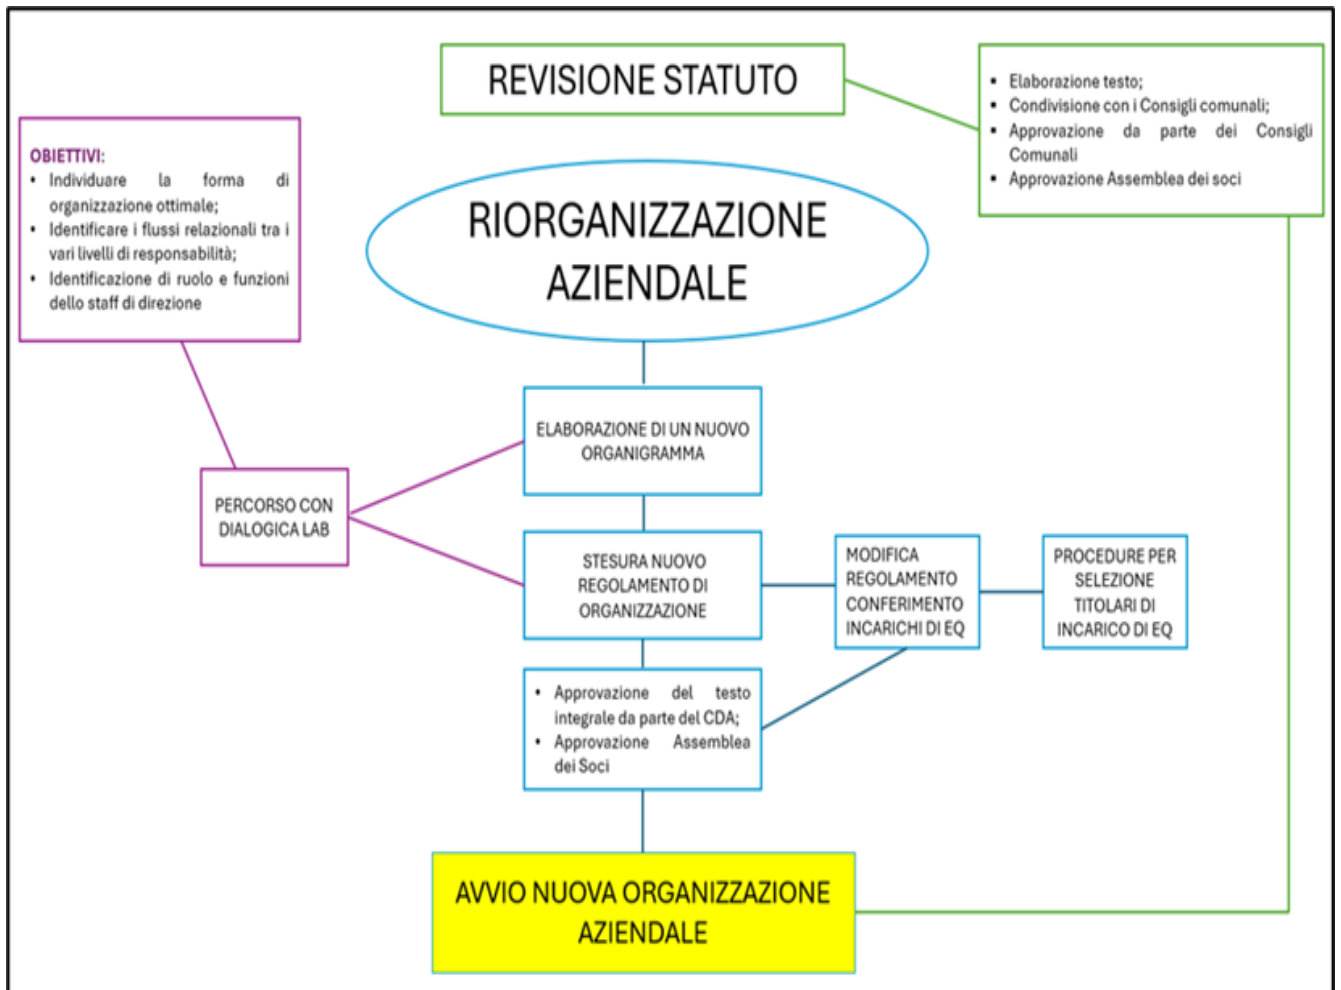 REVISIONE STATUTO
▪ Elaborazione testo;
▪ Condivisione con i Consigli comunali;
▪ Approvazione da parte dei Consigli
Comunali
▪ Approvazione Assemblea dei soci
OBIETTIVI:
• Individuare la forma di
organizzazione ottimale;
• Identificare i flussi relazionali tra i
vari livelli di responsabilità;
• Identificazione di ruolo e funzioni
dello staff di direzione
RIORGANIZZAZIONE
AZIENDALE
ELABORAZIONE DI UN NUOVO
ORGANIGRAMMA
PERCORSO CON
DIALOGICA LAB
STESURA NUOVO
REGOLAMENTO DI
ORGANIZZAZIONE
MODIFICA
REGOLAMENTO
CONFERIMENTO
INCARICHI DI EQ
PROCEDURE PER
SELEZIONE
TITOLARI DI
INCARICO DI EQ
• Approvazione del testo
integrale da parte del CDA;
• Approvazione Assemblea
dei Soci
AVVIO NUOVA ORGANIZZAZIONE
AZIENDALE